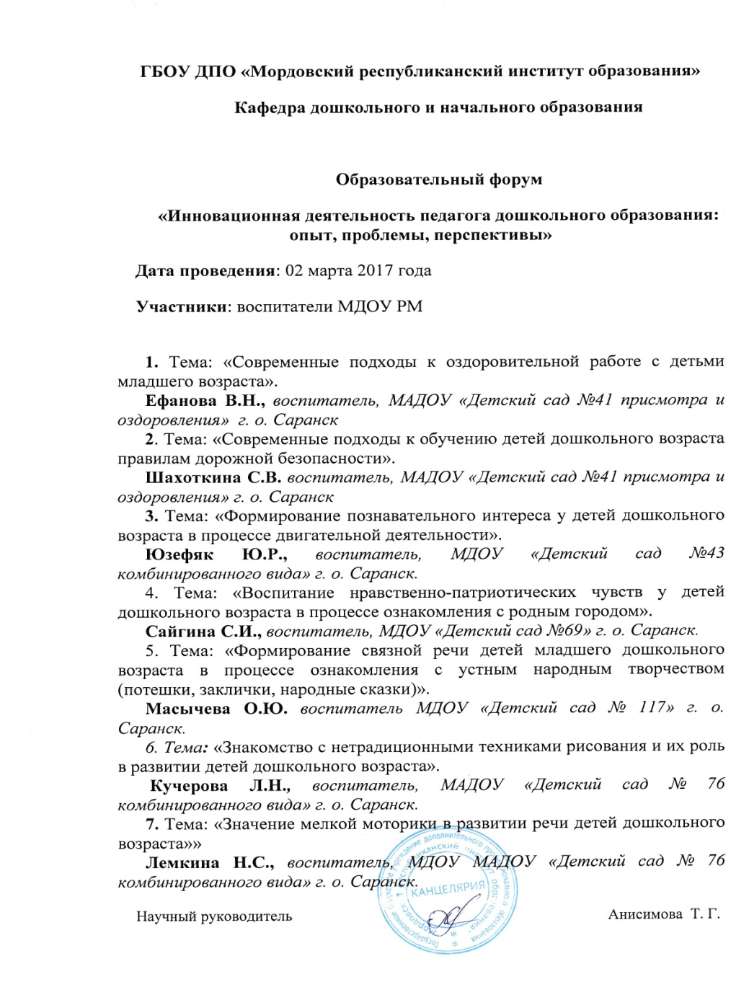 ГБОУ ДПО «Мордовский республиканский институт образования»
Кафедра дошкольного и начального образования
Образовательный форум
«Инновационная деятельность педагога дошкольного образования:
опыт, проблемы, перспективы»
Дата проведения: 02 марта 2017 года
Участники: воспитатели МДОУ РМ
1. Тема: «Современные подходы к оздоровительной работе с детьми
младшего возраста».
Ефанова В.Н., воспитатель, МАДОУ «Детский сад №41 присмотра и
оздоровления» г. о. Саранск
2. Тема: «Современные подходы к обучению детей дошкольного возраста
правилам дорожной безопасности».
Шахоткина С.В. воспитатель, МАДОУ «Детский сад №41 присмотра и
оздоровления» г. о. Саранск
3. Тема: «Формирование познавательного интереса у детей дошкольного
возраста в процессе двигательной деятельности».
Юзефяк Ю.Р., воспитатель, МДОУ «Детский сад №43
комбинированного вида» г. о. Саранск.
4. Тема: «Воспитание нравственно-патриотических чувств у детей
дошкольного возраста в процессе ознакомления с родным городом».
Сайгина С.И., воспитатель, МДОУ «Детский сад №69» г. о. Саранск.
5. Тема: «Формирование связной речи детей младшего дошкольного
возраста в процессе ознакомления с устным народным творчеством
(потешки, заклички, народные сказки)».
Масычева О.Ю. воспитатель МДОУ «Детский сад № 117» г. о.
Саранск.
6. Тема: «Знакомство с нетрадиционными техниками рисования и их роль
в развитии детей дошкольного возраста».
Кучерова Л.Н., воспитатель, МАДОУ «Детский сад № 76
комбинированного вида» г. о. Саранск.
7. Тема: «Значение мелкой моторики в развитии речи детей дошкольного
возраста»»
Лемкина Н.С., воспитатель, МДОУ МАДОУ «Детский сад № 76
комбинированного вида» г. о. Саранск.
КАНЦЕЛЯРИЯ
Научный руководитель Анисимова Т. Г.